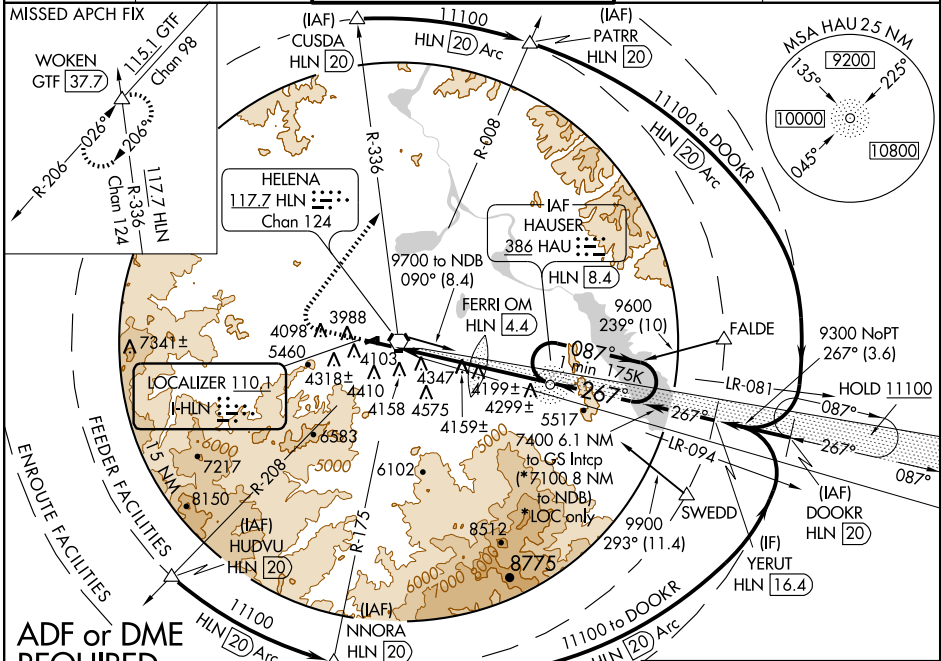 MISSED APCH FIX
WOKEN
GTF 37.7
115.1 GTF
Chan 98
R-206
026°
206°
117.7 HLN
R-336
Chan 124
(IAF)
CUSDA
HLN 20
11100
HLN 20 Arc
(IAF)
PATRR
HLN 20
11100 to DOOKR
HLN 20 Arc
MSA HAU 25 NM
9200
135°
225°
10000
045°
10800
R-336
R-008
HELENA
117.7 HLN
Chan 124
IAF
HAUSER
386 HAU
HLN 8.4
9700 to NDB
090° (8.4)
FERRI OM
HLN 4.4
9600
239° (10)
FALDE
9300 NoPT
267° (3.6)
087°
min 175K
267°
LR-081
HOLD 11100
087°
267°
267°
087°
LR-094
7341±
4098
3988
5460
4103
4318±
4410
4158
4347
4575
4159±
4199±
4299±
5517
LOCALIZER 110.1
I-HLN
6583
6000
5000
7217
15 NM
8150
R-208
R-175
6102
5000
7400 6.1 NM
to GS Intcp
(*7100 8 NM
to NDB)
*LOC only
SWEDD
9900
293° (11.4)
(IAF)
DOOKR
HLN 20
(IF)
YERUT
HLN 16.4
8512
8775
6000
7000
8000
ENROUTE FACILITIES
FEEDER FACILITIES
(IAF)
HUDVU
HLN 20
11100
HLN 20 Arc
(IAF)
NNORA
HLN 20
11100 to DOOKR
HLN 20 Arc
ADF or DME
REQUIRED